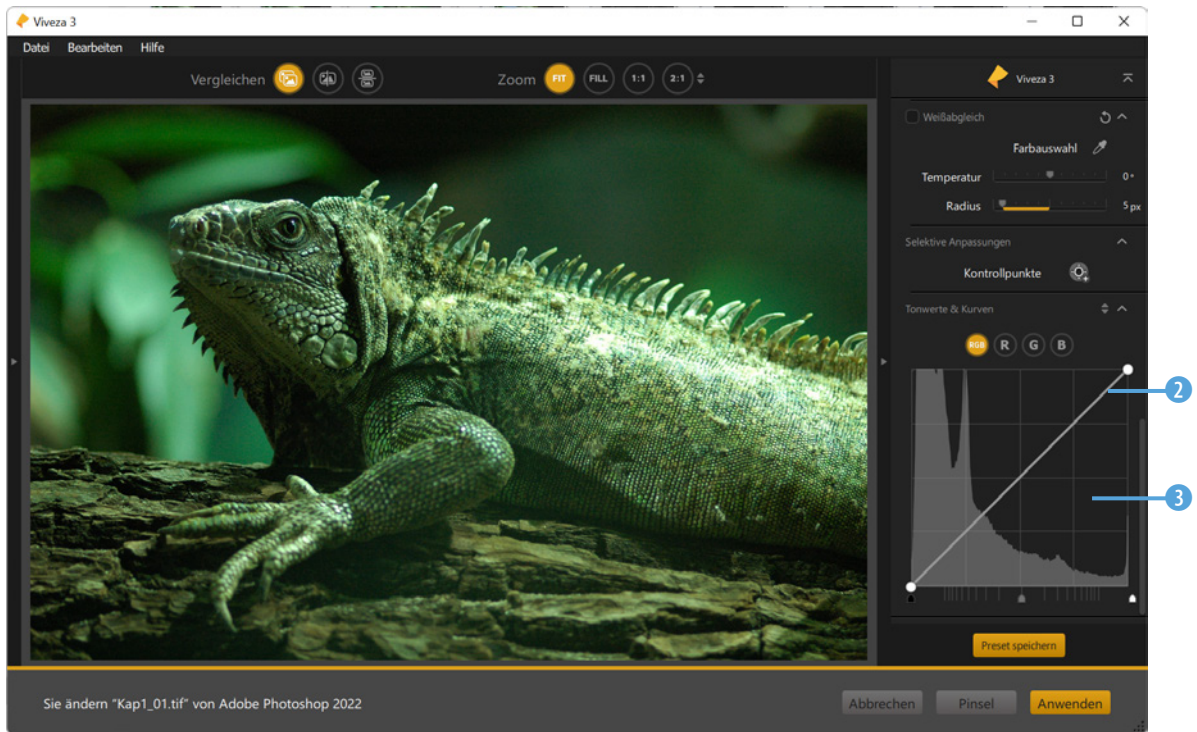 Viveza 3
Datei Bearbeiten Hilfe
Vergleichen Zoom FIT FILL 1:1 2:1
Viveza 3
Weißabgleich
Farbauswahl
Temperatur 0°
Radius 5 px
Selektive Anpassungen
Kontrollpunkte
Tonwerte & Kurven
RGB R G B
2
3
Preset speichern
Sie ändern "Kap1_01.tif" von Adobe Photoshop 2022
Abbrechen Pinsel Anwenden